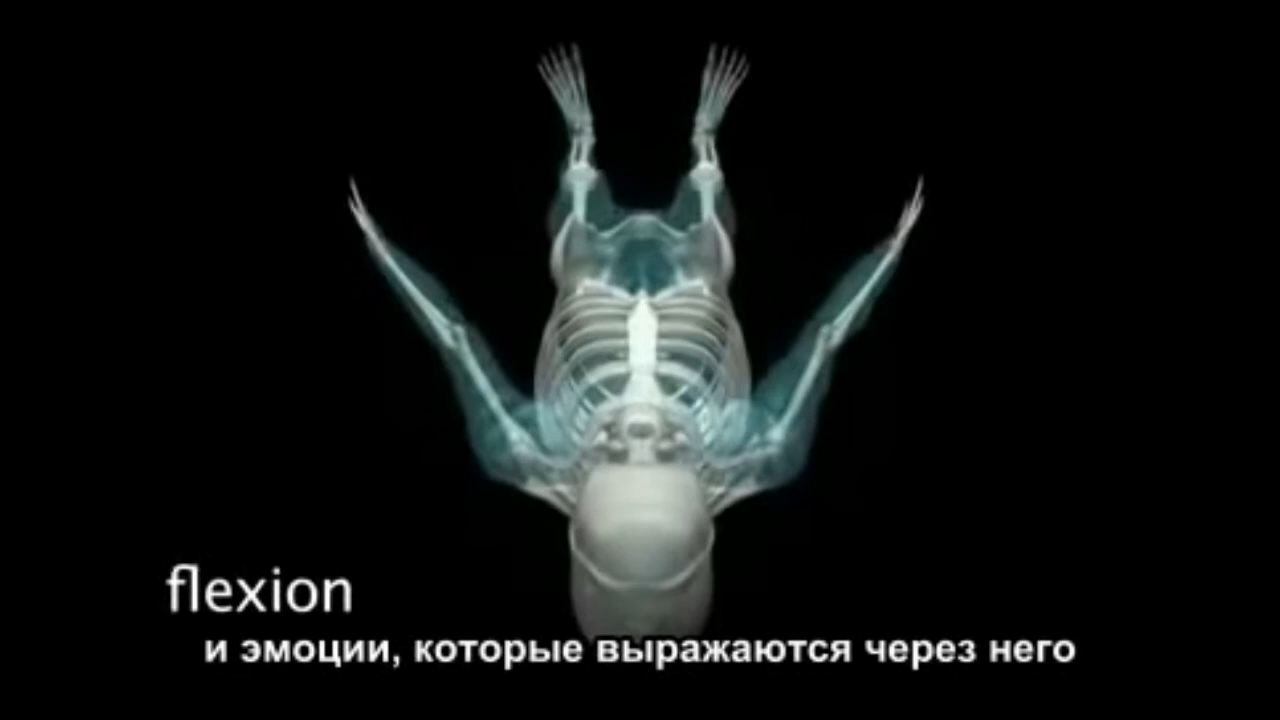 flexion
и эмоции, которые выражаются через него